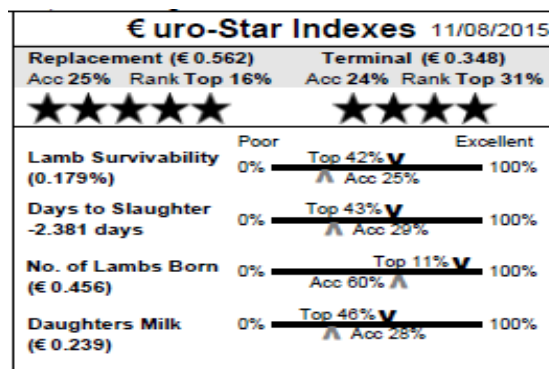 € uro-Star Indexes 11/08/2015
Replacement (€ 0.562) Terminal (€ 0.348)
Acc 25% Rank Top 16% Acc 24% Rank Top 31%
Poor Excellent
Lamb Survivability 0% Top 42% 100%
(0.179%) Acc 25%
Days to Slaughter 0% Top 43% 100%
-2.381 days Acc 29%
No. of Lambs Born 0% Top 11% 100%
(€ 0.456) Acc 60%
Daughters Milk 0% Top 46% 100%
(€ 0.239) Acc 28%